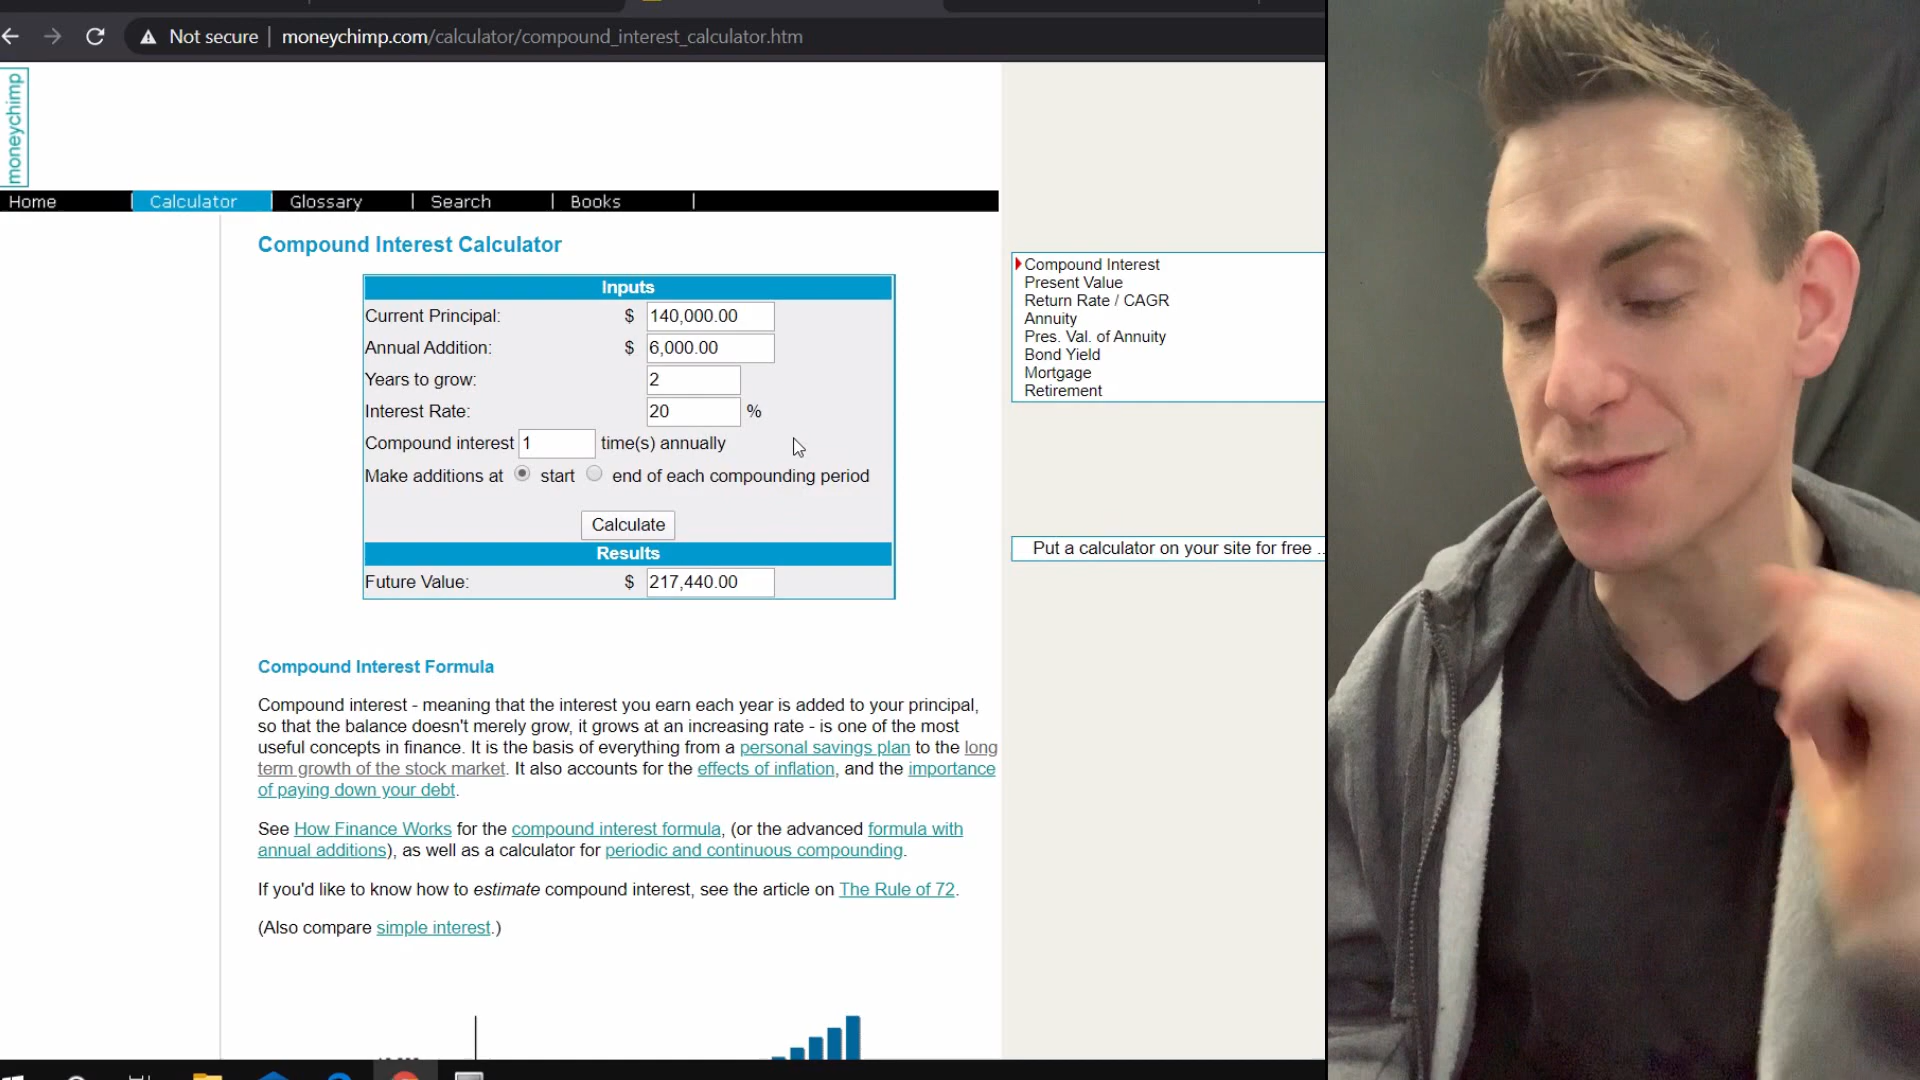 Not secure | moneychimp.com/calculator/compound_interest_calculator.htm
moneychimp
Home | Calculator | Glossary | Search | Books |
Compound Interest Calculator
Inputs
Current Principal: $ 140,000.00
Annual Addition: $ 6,000.00
Years to grow: 2
Interest Rate: 20 %
Compound interest 1 time(s) annually
Make additions at start end of each compounding period
Calculate
Results
Future Value: $ 217,440.00
Compound Interest
Present Value
Return Rate / CAGR
Annuity
Pres. Val. of Annuity
Bond Yield
Mortgage
Retirement
Put a calculator on your site for free ..
Compound Interest Formula
Compound interest - meaning that the interest you earn each year is added to your principal,
so that the balance doesn't merely grow, it grows at an increasing rate - is one of the most
useful concepts in finance. It is the basis of everything from a personal savings plan to the long
term growth of the stock market. It also accounts for the effects of inflation, and the importance
of paying down your debt.
See How Finance Works for the compound interest formula, (or the advanced formula with
annual additions), as well as a calculator for periodic and continuous compounding.
If you'd like to know how to estimate compound interest, see the article on The Rule of 72.
(Also compare simple interest.)